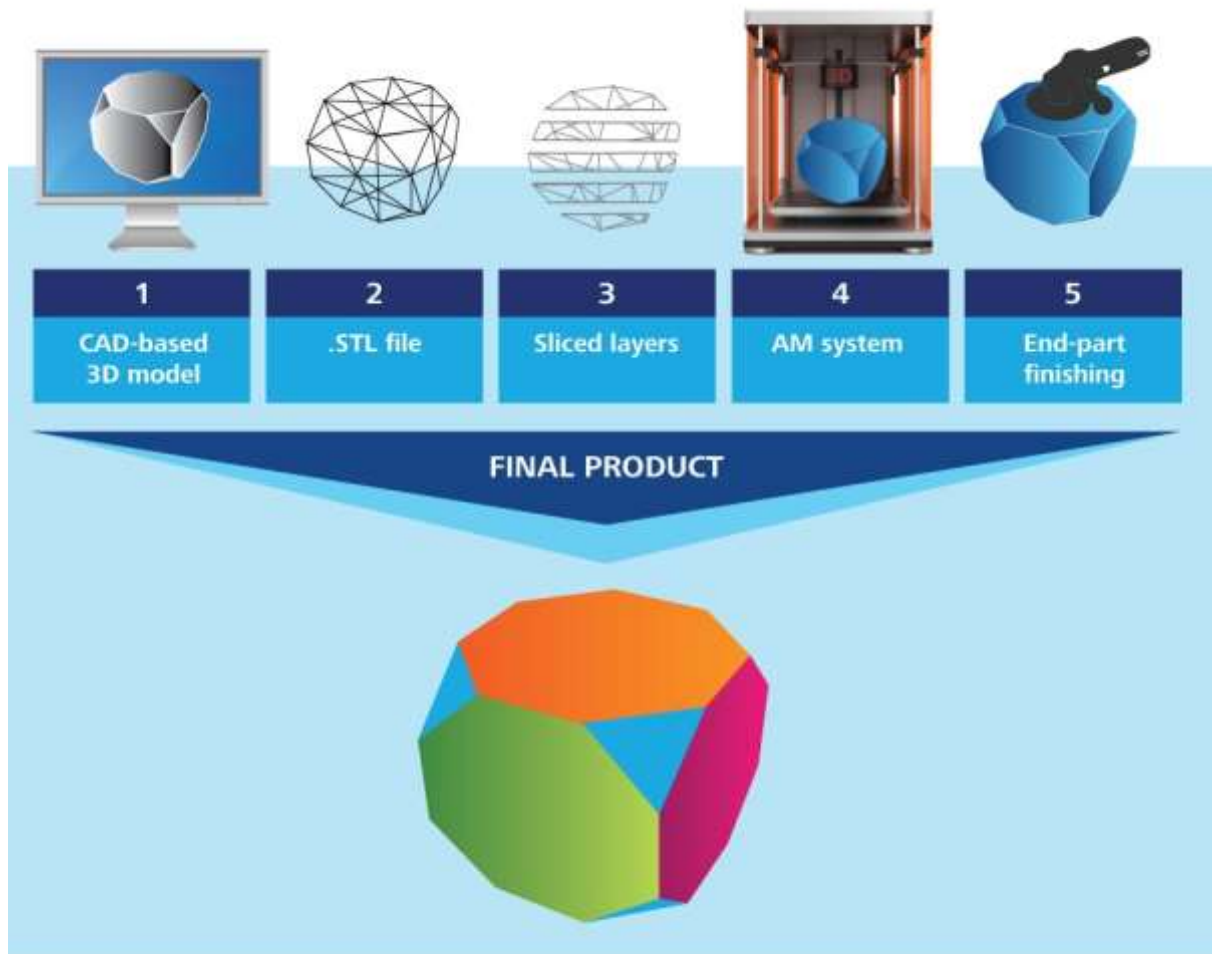 1
CAD-based
3D model
2
.STL file
3
Sliced layers
4
AM system
5
End-part
finishing
FINAL PRODUCT